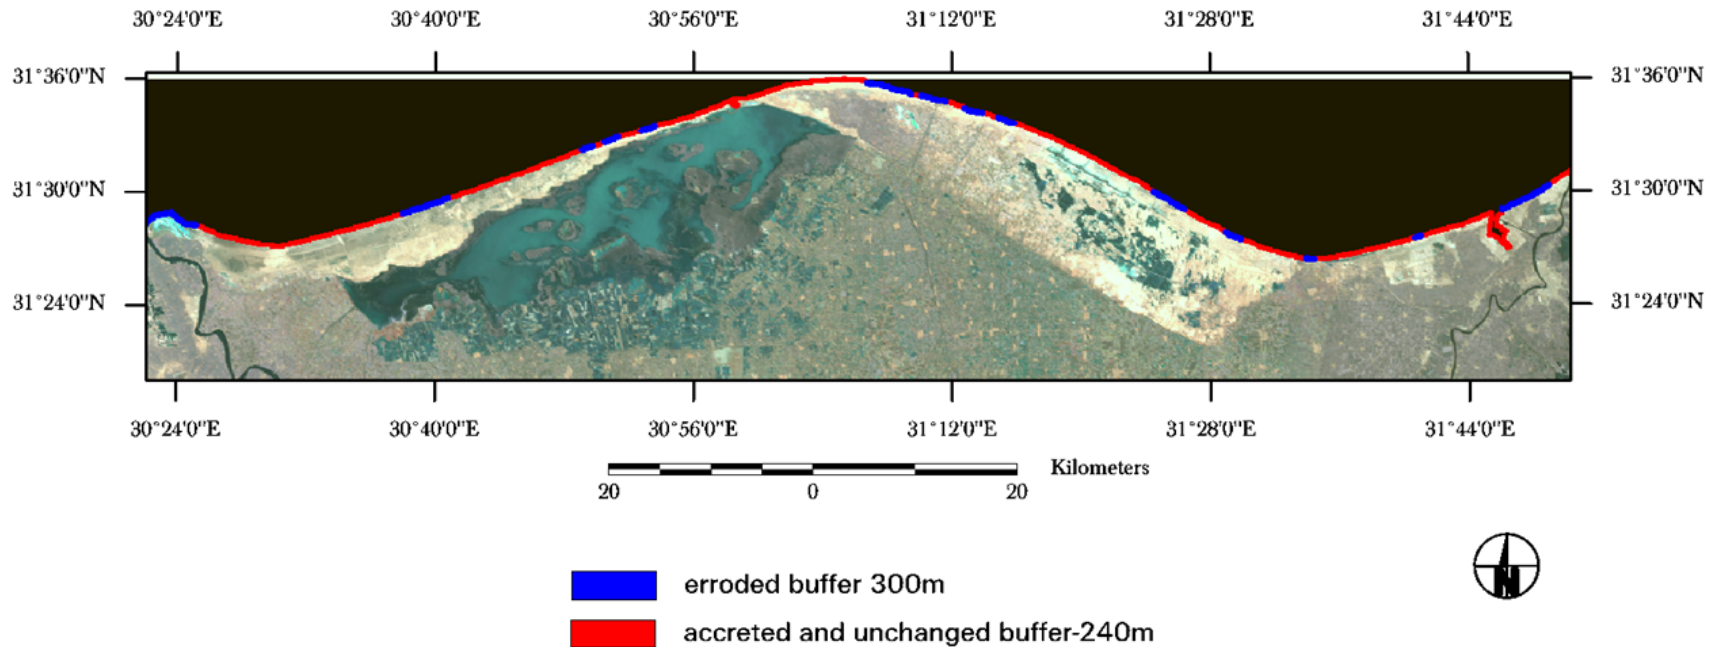 30°24'0"E 30°40'0"E 30°56'0"E 31°12'0"E 31°28'0"E 31°44'0"E
31°36'0"N 31°36'0"N
31°30'0"N 31°30'0"N
31°24'0"N 31°24'0"N
30°24'0"E 30°40'0"E 30°56'0"E 31°12'0"E 31°28'0"E 31°44'0"E
Kilometers
20 0 20
N
erroded buffer 300m
accreted and unchanged buffer-240m